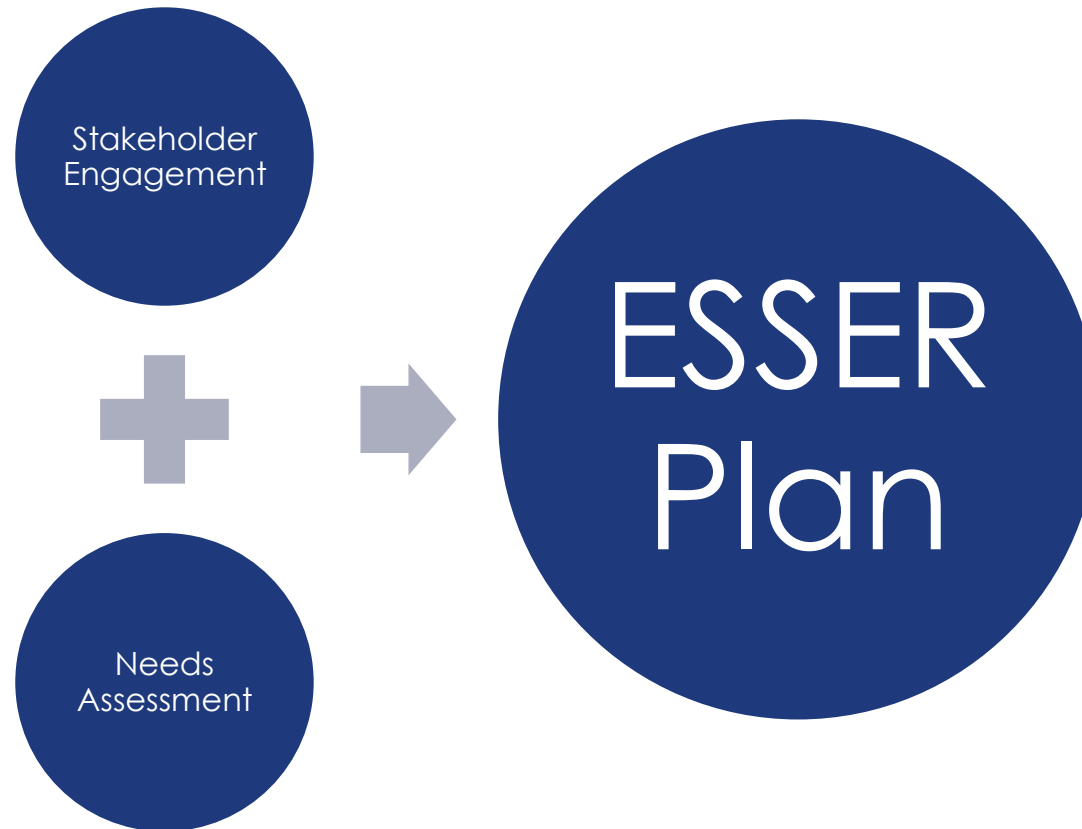 Stakeholder
Engagement
Needs
Assessment
ESSER
Plan